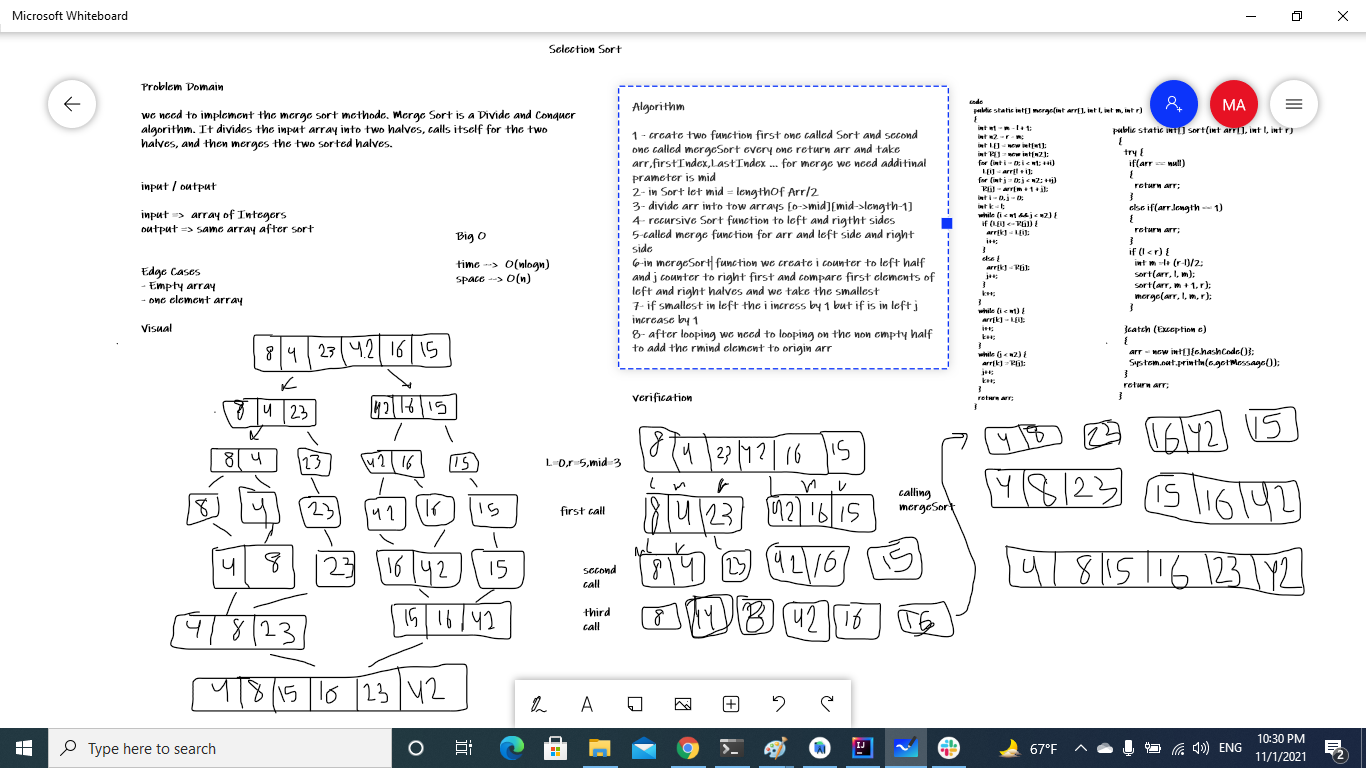 Microsoft Whiteboard
Selection Sort
Problem Domain
we need to implement the merge sort methode. Merge Sort is a Divide and Conquer
algorithm. It divides the input array into two halves, calls itself for the two
halves, and then merges the two sorted halves.
input / output
input => array of Integers
output => same array after sort
Big O
time --> O(nlogn)
space --> O(n)
Edge Cases
- Empty array
- one element array
Visual
8 4 23 42 16 15
8 4 23 42 16 15
8 4 23 42 16 15
8 4 23 42 16 15
4 8 23 16 42 15
4 8 23 15 16 42
4 8 15 16 23 42
Algorithm
1 - create two function first one called Sort and second
one called mergeSort every one return arr and take
arr,firstIndex,LastIndex ... for merge we need additinal
prameter is mid
2- in Sort let mid = lengthOf Arr/2
3- divide arr into tow arrays [0->mid][mid->length-1]
4- recursive Sort function to left and rigtht sides
5-called merge function for arr and left side and right
side
6-in mergeSort function we create i counter to left half
and j counter to right first and compare first elements of
left and right halves and we take the smallest
7- if smallest in left the i incress by 1 but if is in left j
increase by 1
8- after looping we need to looping on the non empty half
to add the rmind element to origin arr
verification
8 4 23 42 16 15
L=0,r=5,mid=3
first call
8 4 23 42 16 15
second
call
8 4 23 42 16 15
third
call
8 42 16
calling
mergeSort
code
public static int[] merge(int arr[], int l, int m, int r)
{
int n1 = m - l + 1;
int n2 = r - m;
int L[] = new int[n1];
int R[] = new int[n2];
for (int i = 0; i < n1; ++i)
L[i] = arr[l + i];
for (int j = 0; j < n2; ++j)
R[j] = arr[m + 1 + j];
int i = 0, j = 0;
int k = l;
while (i < n1 && j < n2) {
if (L[i] <= R[j]) {
arr[k] = L[i];
i++;
}
else {
arr[k] = R[j];
j++;
}
k++;
}
while (i < n1) {
arr[k] = L[i];
i++;
k++;
}
while (j < n2) {
arr[k] = R[j];
j++;
k++;
}
return arr;
}
public static int[] sort(int arr[], int l, int r)
{
try {
if(arr == null)
{
return arr;
}
else if(arr.length == 1)
{
return arr;
}
if (l < r) {
int m =l+ (r-l)/2;
sort(arr, l, m);
sort(arr, m + 1, r);
merge(arr, l, m, r);
}
}catch (Exception e)
{
arr = new int[]{e.hashCode()};
System.out.println(e.getMessage());
}
return arr;
}
4 8 23 16 42 15
4 8 23 15 16 42
4 8 15 16 23 42
MA
A
Type here to search
67°F
ENG
10:30 PM
11/1/2021
2